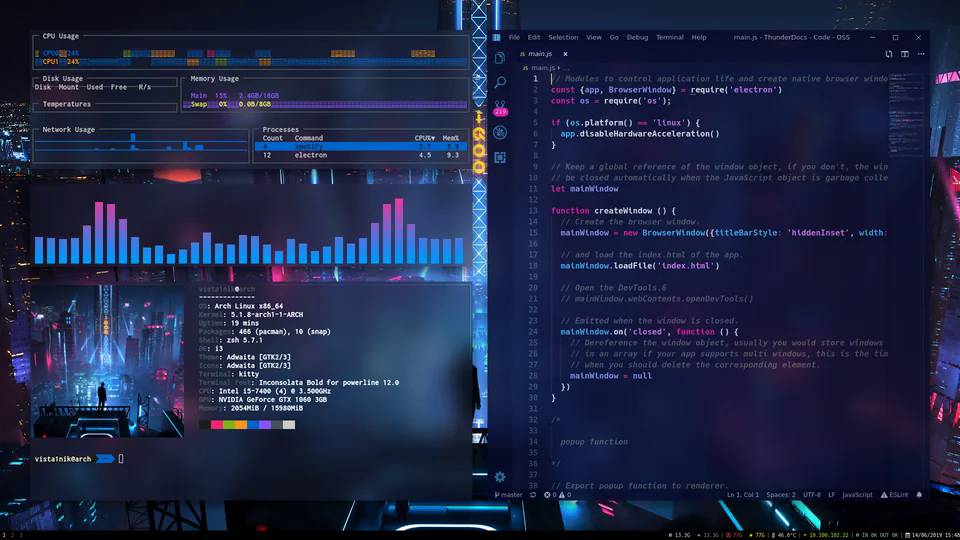 CPU Usage
CPU0 24%
CPU1 24%
Disk Usage
Disk Mount Used Free R/s
Temperatures
Memory Usage
Main 15% 2.4GB/16GB
Swap 0% 0.0B/8GB
Network Usage
Processes
Count Command CPU%▼ Mem%
4 spotify 5.7 5.8
12 electron 4.5 9.3
vista1nik@arch
--------------
OS: Arch Linux x86_64
Kernel: 5.1.8-arch1-1-ARCH
Uptime: 19 mins
Packages: 466 (pacman), 10 (snap)
Shell: zsh 5.7.1
DE: i3
Theme: Adwaita [GTK2/3]
Icons: Adwaita [GTK2/3]
Terminal: kitty
Terminal Font: Inconsolata Bold for powerline 12.0
CPU: Intel i5-7400 (4) @ 3.500GHz
GPU: NVIDIA GeForce GTX 1060 3GB
Memory: 2054MiB / 15980MiB
vista1nik@arch
File Edit Selection View Go Debug Terminal Help main.js - ThunderDocs - Code - OSS
main.js
main.js › ...
219
1 // Modules to control application life and create native browser windo
2 const {app, BrowserWindow} = require('electron')
3 const os = require('os');
4
5 if (os.platform() == 'linux') {
6 app.disableHardwareAcceleration()
7 }
8
9 // Keep a global reference of the window object, if you don't, the win
10 // be closed automatically when the JavaScript object is garbage colle
11 let mainWindow
12
13 function createWindow () {
14 // Create the browser window.
15 mainWindow = new BrowserWindow({titleBarStyle: 'hiddenInset', width:
16
17 // and load the index.html of the app.
18 mainWindow.loadFile('index.html')
19
20 // Open the DevTools.6
21 // mainWindow.webContents.openDevTools()
22
23 // Emitted when the window is closed.
24 mainWindow.on('closed', function () {
25 // Dereference the window object, usually you would store windows
26 // in an array if your app supports multi windows, this is the tim
27 // when you should delete the corresponding element.
28 mainWindow = null
29 })
30 }
31
32 /*
33
34 popup function
35
36 */
37
38 // Export popup function to renderer.
master 0 0 Ln 1, Col 1 Spaces: 2 UTF-8 LF JavaScript ESLint
1 2 3 13.3G 13.3G 77G 77G 46.0°C 10.100.102.22 IN 0K OUT 0K 14/06/2019 15:48